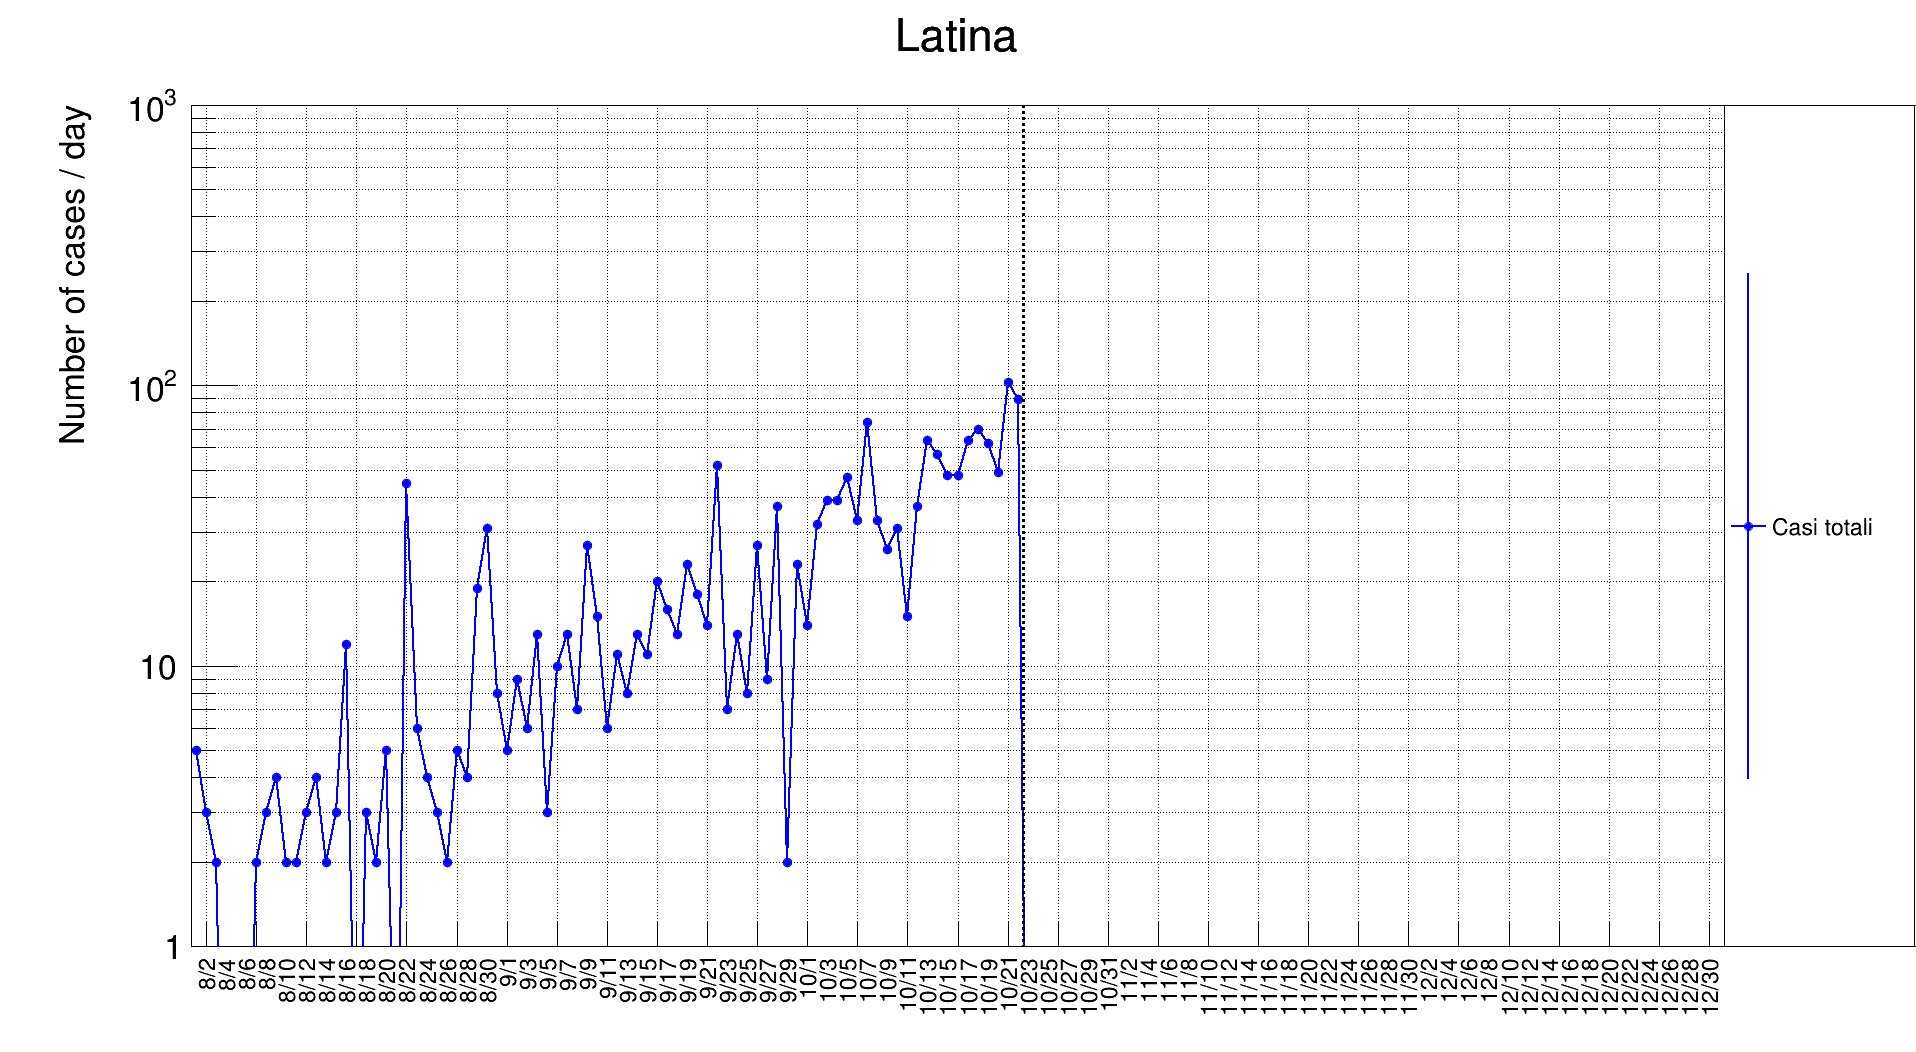 Latina
Number of cases / day
10³
10²
10
1
8/2 8/4 8/6 8/8 8/10 8/12 8/14 8/16 8/18 8/20 8/22 8/24 8/26 8/28 8/30 9/1 9/3 9/5 9/7 9/9 9/11 9/13 9/15 9/17 9/19 9/21 9/23 9/25 9/27 9/29 10/1 10/3 10/5 10/7 10/9 10/11 10/13 10/15 10/17 10/19 10/21 10/23 10/25 10/27 10/29 10/31 11/2 11/4 11/6 11/8 11/10 11/12 11/14 11/16 11/18 11/20 11/22 11/24 11/26 11/28 11/30 12/2 12/4 12/6 12/8 12/10 12/12 12/14 12/16 12/18 12/20 12/22 12/24 12/26 12/28 12/30
Casi totali